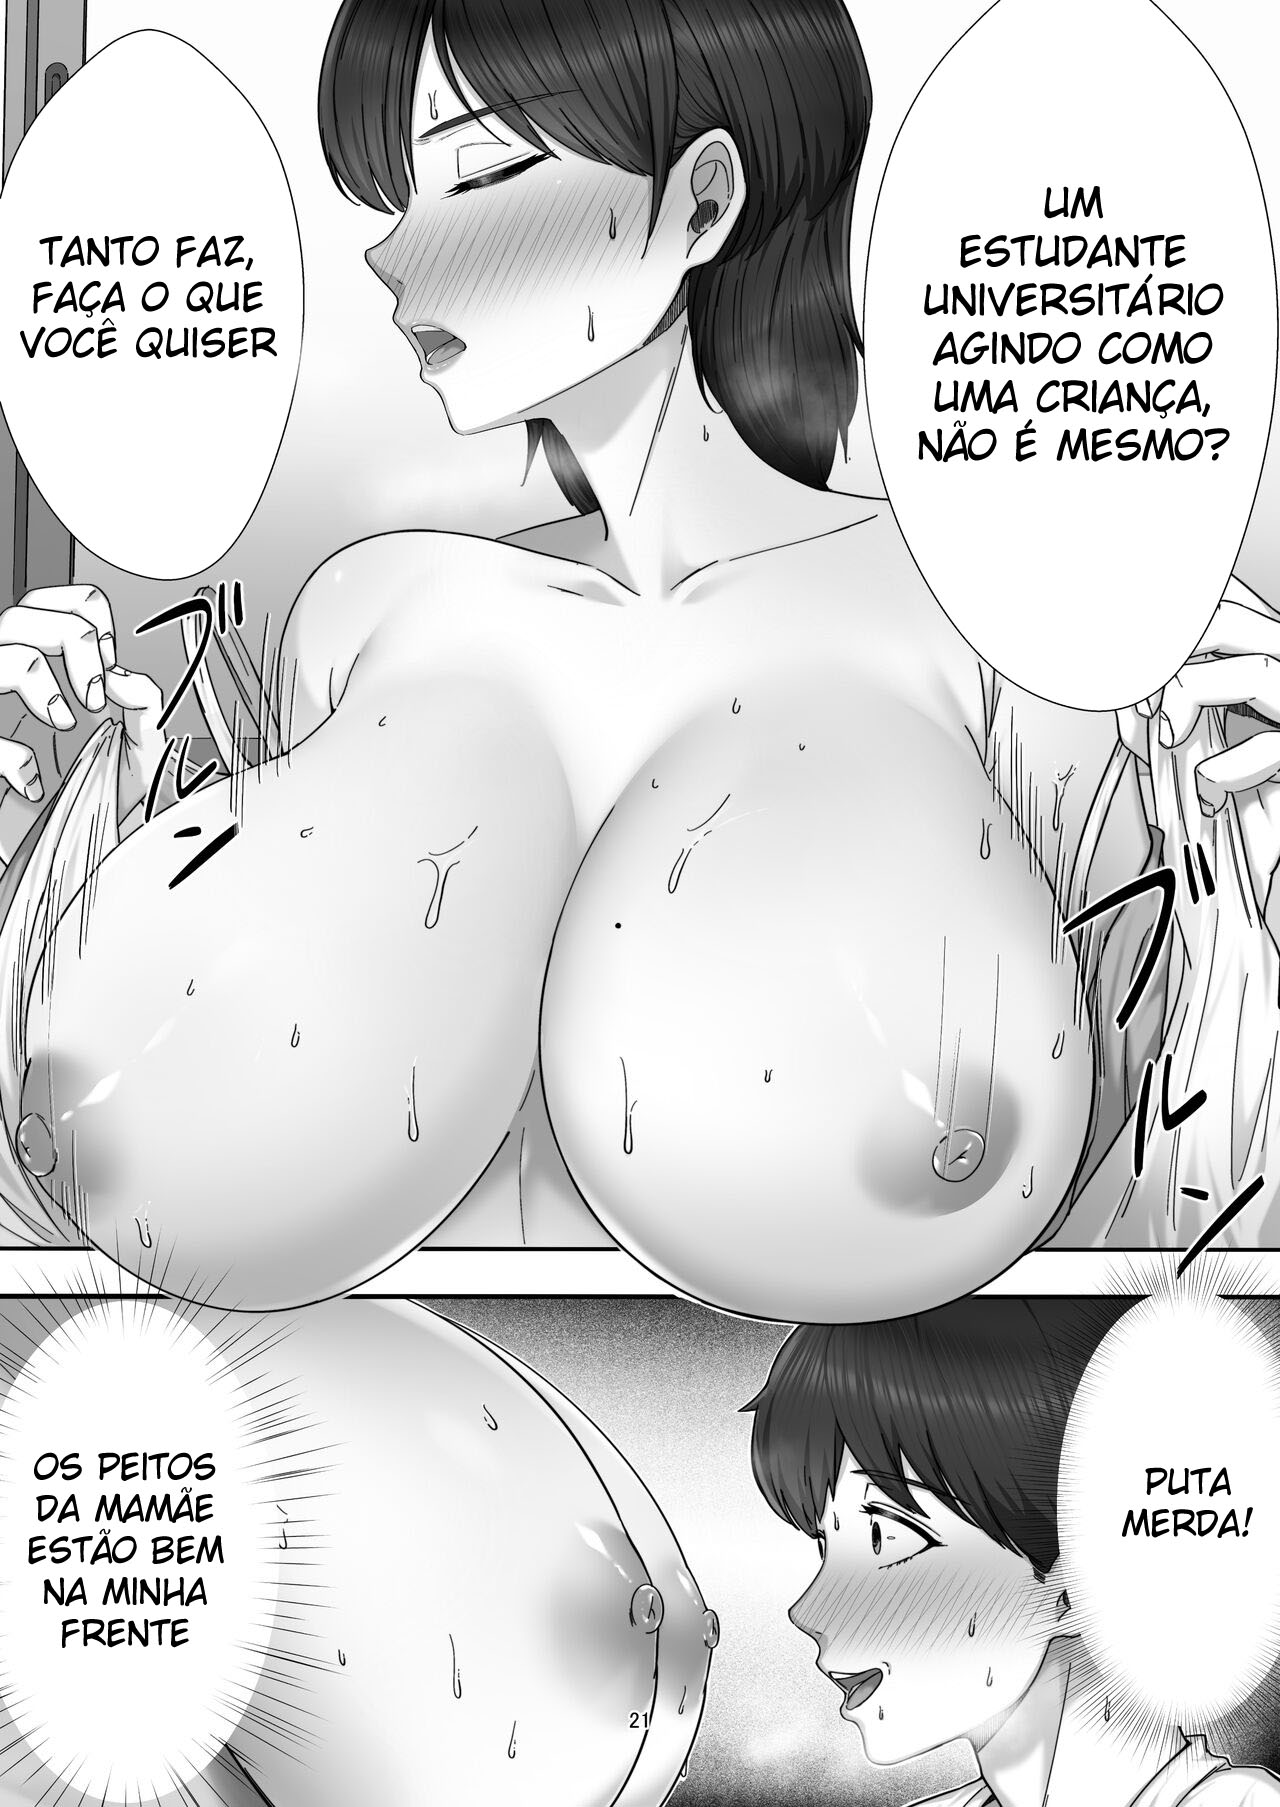 UM
ESTUDANTE
UNIVERSITÁRIO
AGINDO COMO
UMA CRIANÇA,
NÃO É MESMO?
TANTO FAZ,
FAÇA O QUE
VOCÊ QUISER
ブ
ル
ン
ブ
ル
ン
PUTA
MERDA!
OS PEITOS
DA MAMÃE
ESTÃO BEM
NA MINHA
FRENTE
21